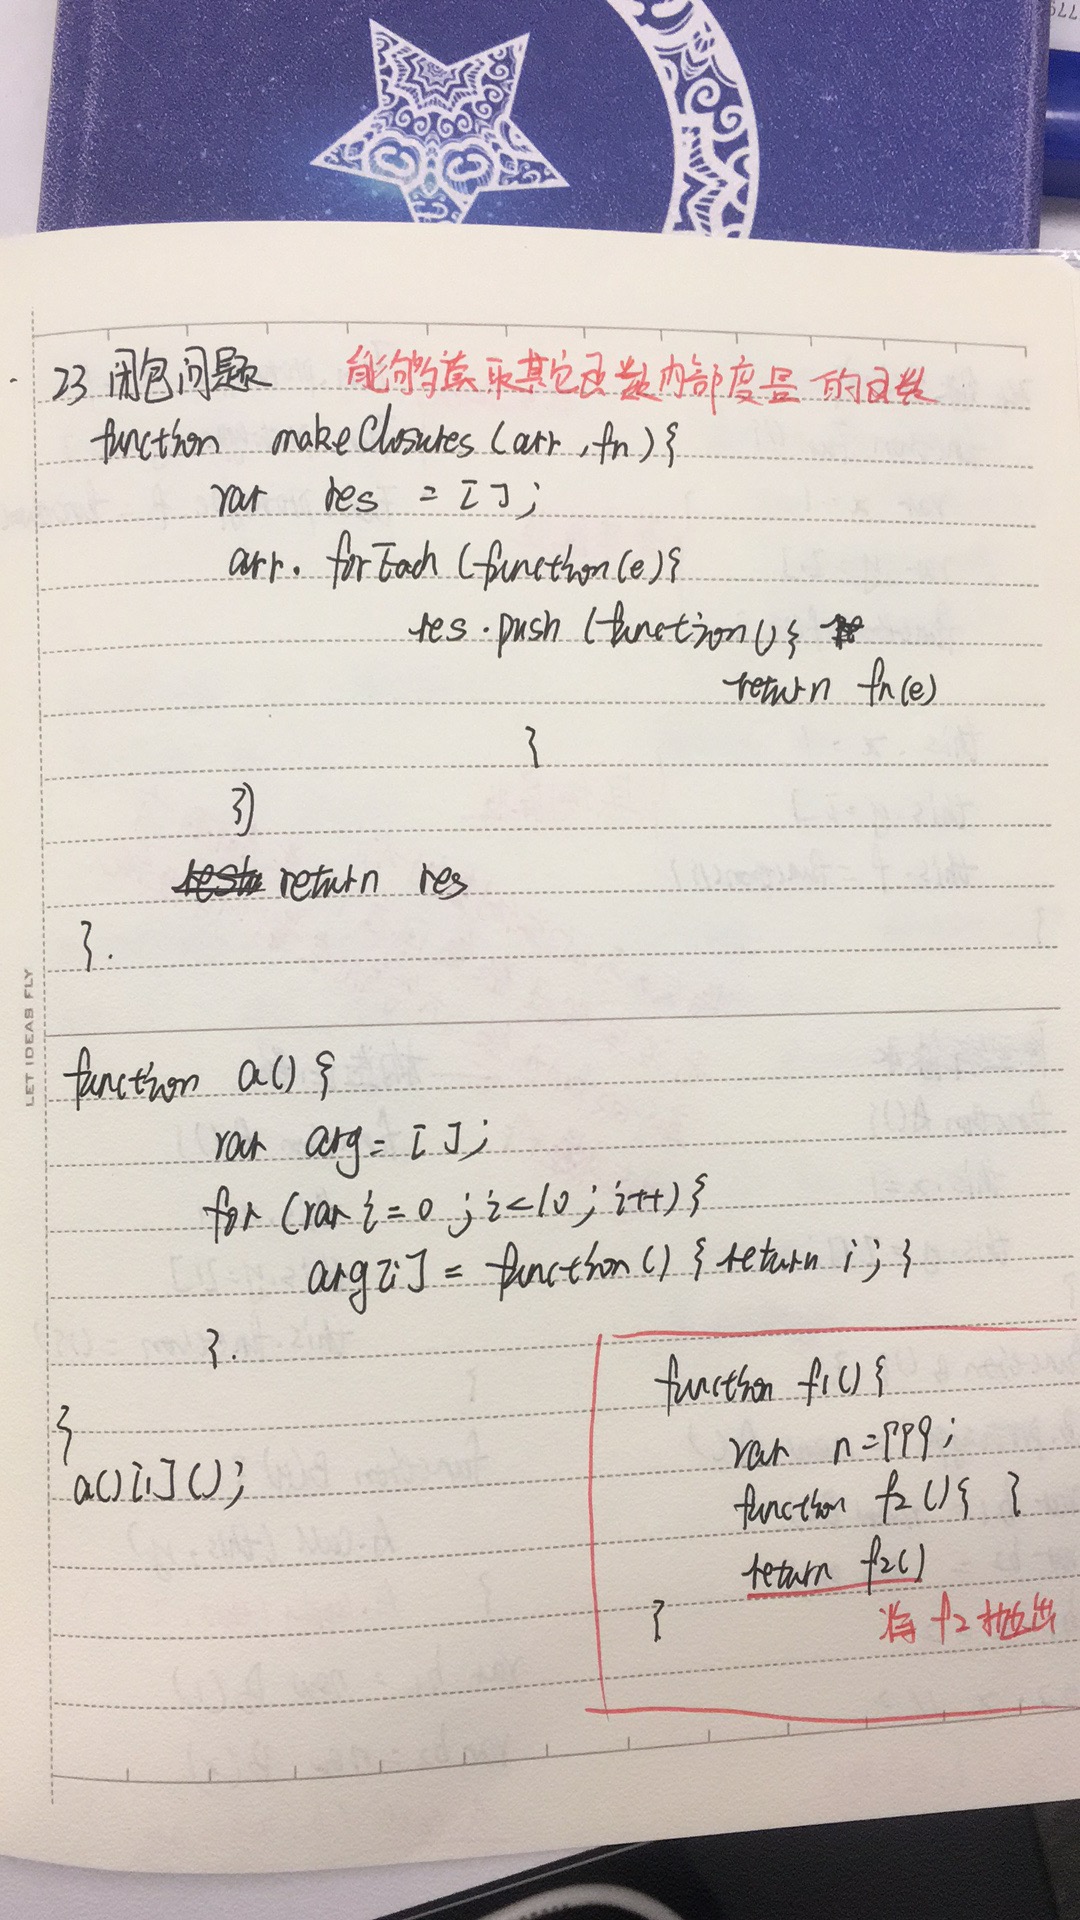 23 闭包问题 能够读取其它函数内部度量的函数
function makeClosures (arr, fn) {
var res = [ ];
arr. forEach (function(e){
res.push (function() {
return fn(e)
}
})
return res
}.
function a() {
var arg = [ ];
for (var i=0 ; i<10 ; i++) {
arg[i] = function() { return i; }
}.
}
a()[i]();
function f1() {
var n=999;
function f2() { }
return f2()
}
将 f2 抛出
LET IDEAS FLY